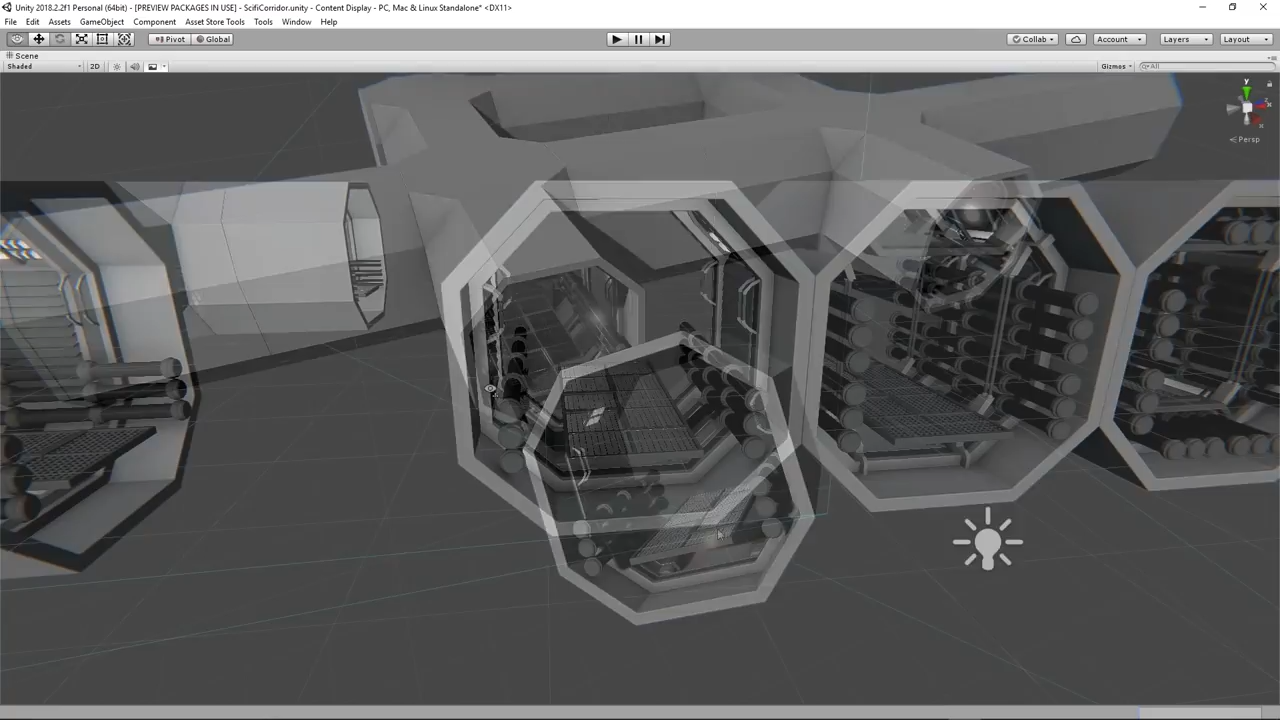 Unity 2018.2.2f1 Personal (64bit) - [PREVIEW PACKAGES IN USE] - ScifiCorridor.unity - Content Display - PC, Mac & Linux Standalone* <DX11>
File Edit Assets GameObject Component Asset Store Tools Tools Window Help
Pivot Global Collab Account Layers Layout
Scene
Shaded 2D Gizmos All
y
x
Persp